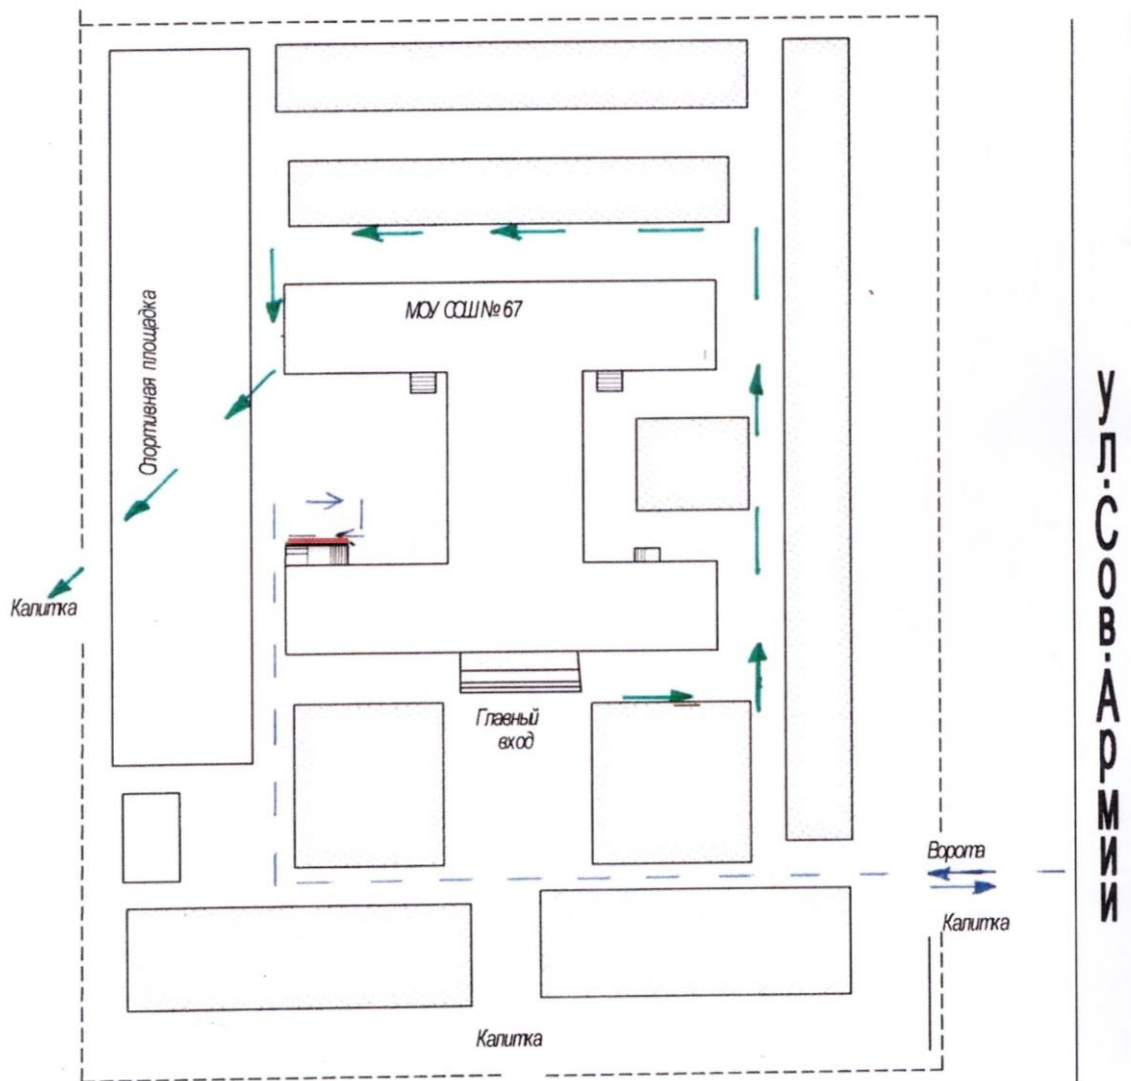 МОУ СОШ № 67
Спортивная площадка
УЛ.СОВ.АРМИИ
Калитка
Главный
вход
Ворота
Калитка
Калитка